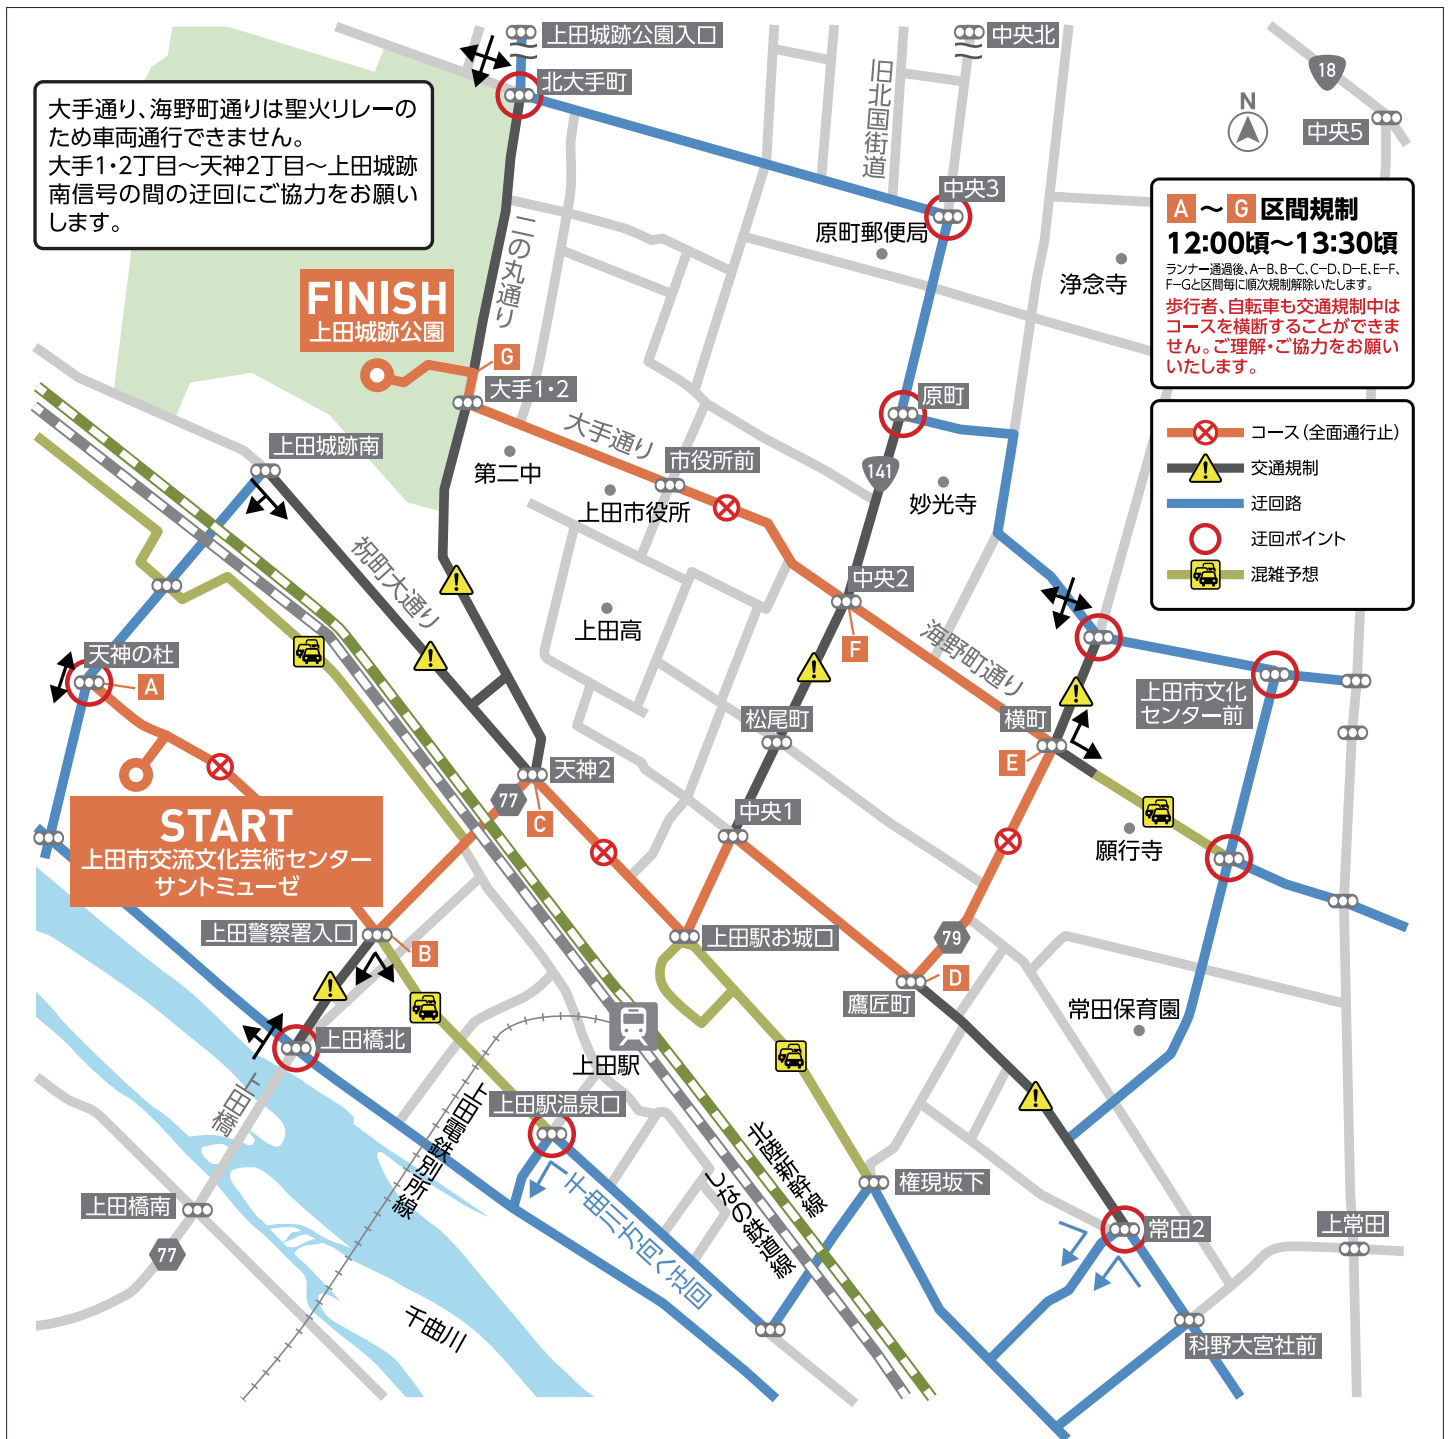 上田城跡公園入口
中央北
北大手町
18
中央5
N
旧北国街道
大手通り、海野町通りは聖火リレーの
ため車両通行できません。
大手1・2丁目〜天神2丁目〜上田城跡
南信号の間の迂回にご協力をお願い
します。
中央3
原町郵便局
浄念寺
A 〜 G 区間規制
12:00頃〜13:30頃
ランナー通過後、A−B、B−C、C−D、D−E、E−F、
F−Gと区間毎に順次規制解除いたします。
歩行者、自転車も交通規制中は
コースを横断することができま
せん。ご理解・ご協力をお願い
いたします。
二の丸通り
FINISH
上田城跡公園
G
大手1・2
原町
コース（全面通行止）
交通規制
迂回路
迂回ポイント
混雑予想
上田城跡南
大手通り
第二中
市役所前
上田市役所
141
妙光寺
祝町大通り
中央2
上田高
F
海野町通り
天神の杜
A
上田市文化
センター前
松尾町
横町
E
天神2
77
C
中央1
START
上田市交流文化芸術センター
サントミューゼ
願行寺
上田警察署入口
B
上田駅お城口
79
D
鷹匠町
常田保育園
上田橋北
上田駅
上田橋
上田電鉄別所線
上田駅温泉口
北陸新幹線
しなの鉄道線
千曲川方向へ迂回
権現坂下
上田橋南
77
常田2
上常田
千曲川
科野大宮社前